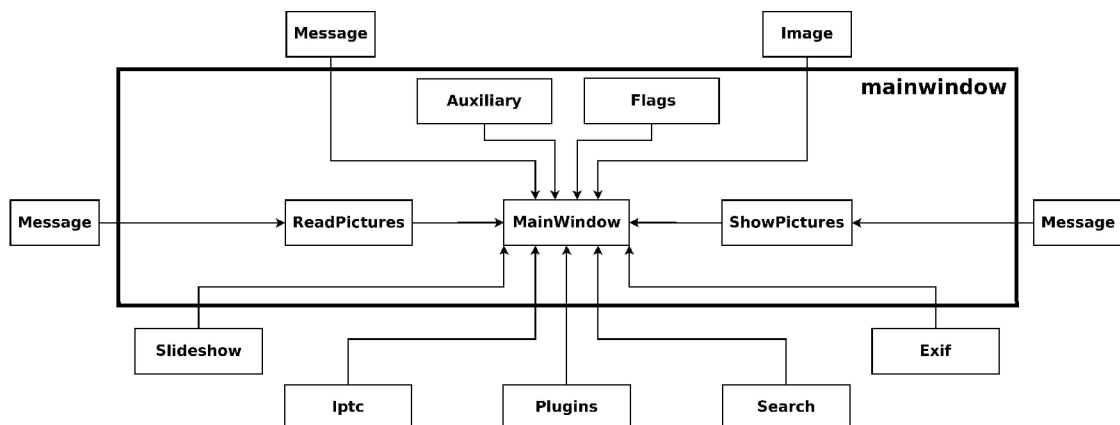 Message
Image
mainwindow
Auxiliary
Flags
Message
ReadPictures
MainWindow
ShowPictures
Message
Slideshow
Exif
Iptc
Plugins
Search